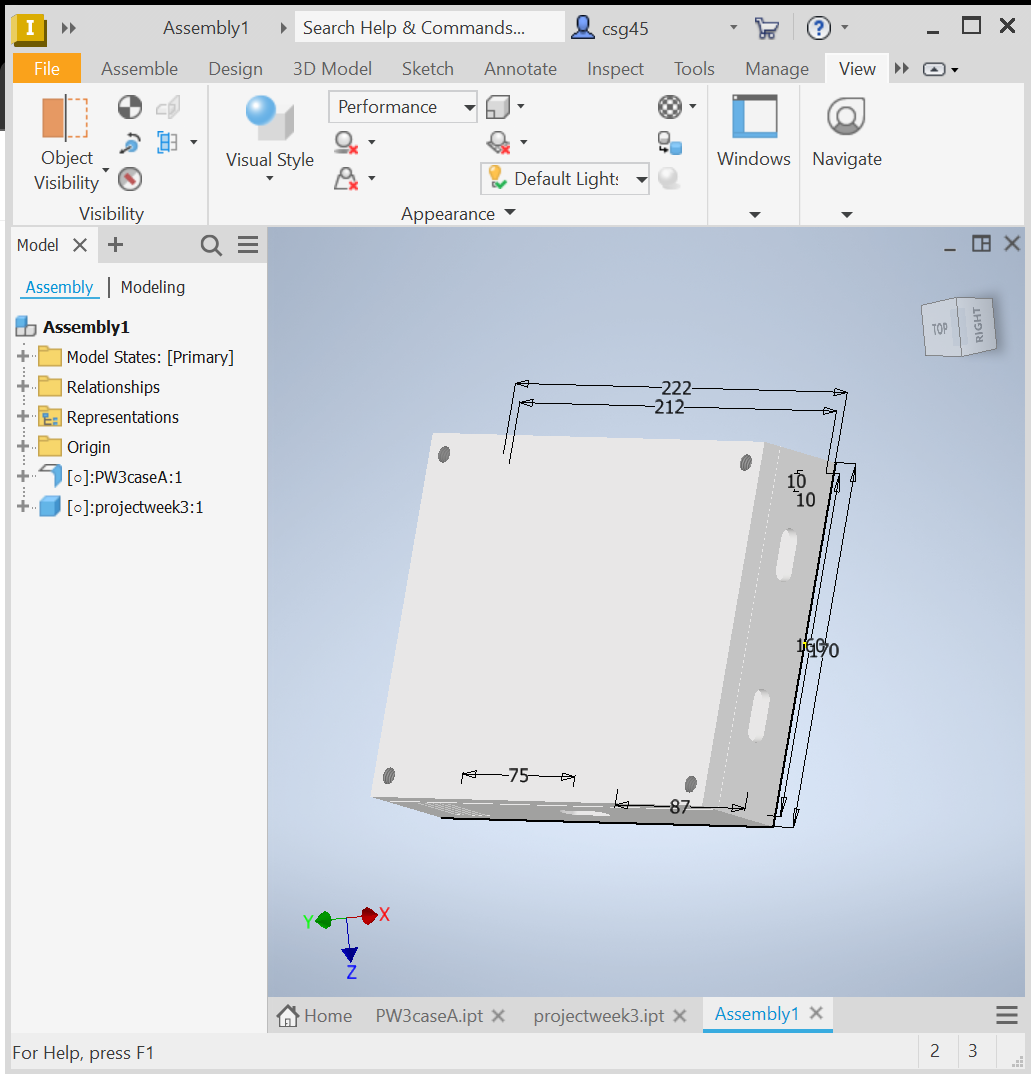 I
Assembly1
Search Help & Commands...
csg45
File Assemble Design 3D Model Sketch Annotate Inspect Tools Manage View
Object
Visibility
Visibility
Visual Style
Performance
Default Lights
Appearance
Windows
Navigate
Model
Assembly | Modeling
Assembly1
Model States: [Primary]
Relationships
Representations
Origin
[○]:PW3caseA:1
[○]:projectweek3:1
TOP
RIGHT
222
212
10
10
160
170
75
87
Y
X
Z
Home PW3caseA.ipt projectweek3.ipt Assembly1
For Help, press F1
2 3